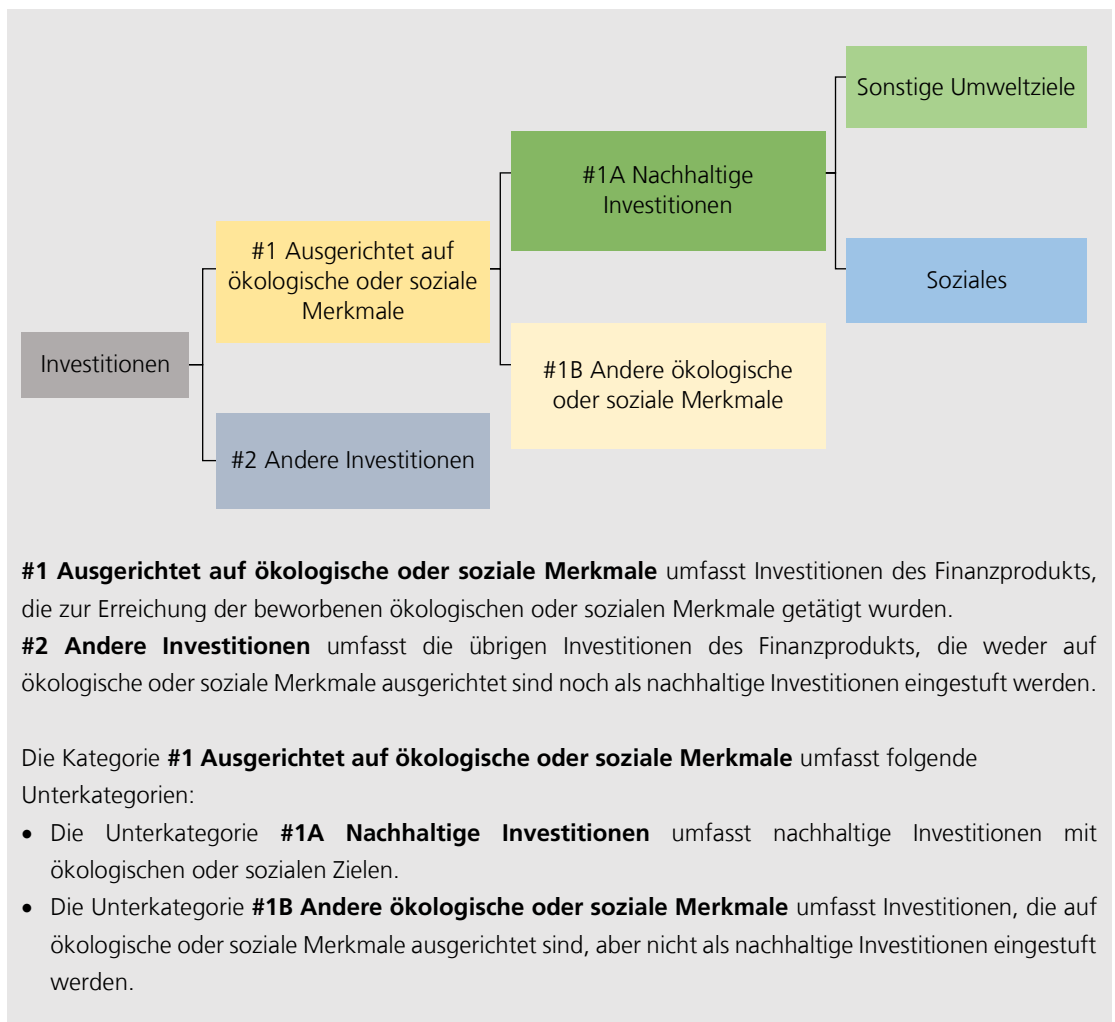 Sonstige Umweltziele
#1A Nachhaltige
Investitionen
#1 Ausgerichtet auf
ökologische oder soziale
Merkmale
Soziales
Investitionen
#1B Andere ökologische
oder soziale Merkmale
#2 Andere Investitionen
#1 Ausgerichtet auf ökologische oder soziale Merkmale umfasst Investitionen des Finanzprodukts,
die zur Erreichung der beworbenen ökologischen oder sozialen Merkmale getätigt wurden.
#2 Andere Investitionen umfasst die übrigen Investitionen des Finanzprodukts, die weder auf
ökologische oder soziale Merkmale ausgerichtet sind noch als nachhaltige Investitionen eingestuft werden.
Die Kategorie #1 Ausgerichtet auf ökologische oder soziale Merkmale umfasst folgende
Unterkategorien:
• Die Unterkategorie #1A Nachhaltige Investitionen umfasst nachhaltige Investitionen mit
ökologischen oder sozialen Zielen.
• Die Unterkategorie #1B Andere ökologische oder soziale Merkmale umfasst Investitionen, die auf
ökologische oder soziale Merkmale ausgerichtet sind, aber nicht als nachhaltige Investitionen eingestuft
werden.